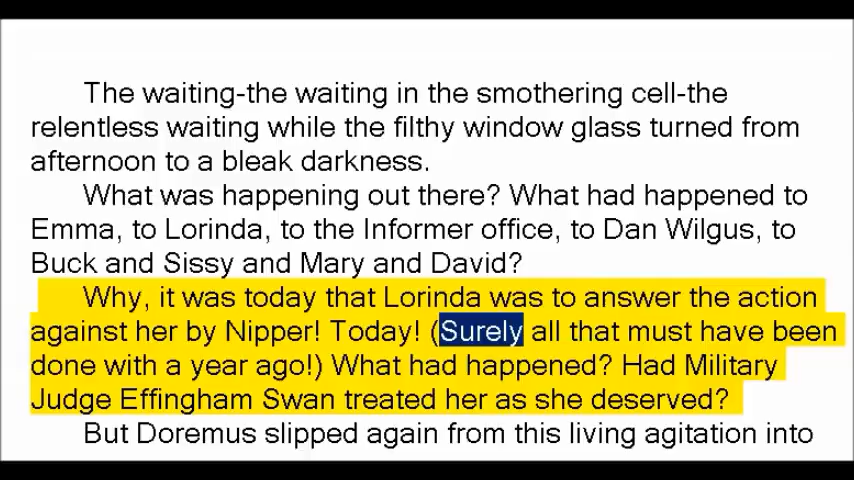 The waiting-the waiting in the smothering cell-the
relentless waiting while the filthy window glass turned from
afternoon to a bleak darkness.
What was happening out there? What had happened to
Emma, to Lorinda, to the Informer office, to Dan Wilgus, to
Buck and Sissy and Mary and David?
Why, it was today that Lorinda was to answer the action
against her by Nipper! Today! (Surely all that must have been
done with a year ago!) What had happened? Had Military
Judge Effingham Swan treated her as she deserved?
But Doremus slipped again from this living agitation into